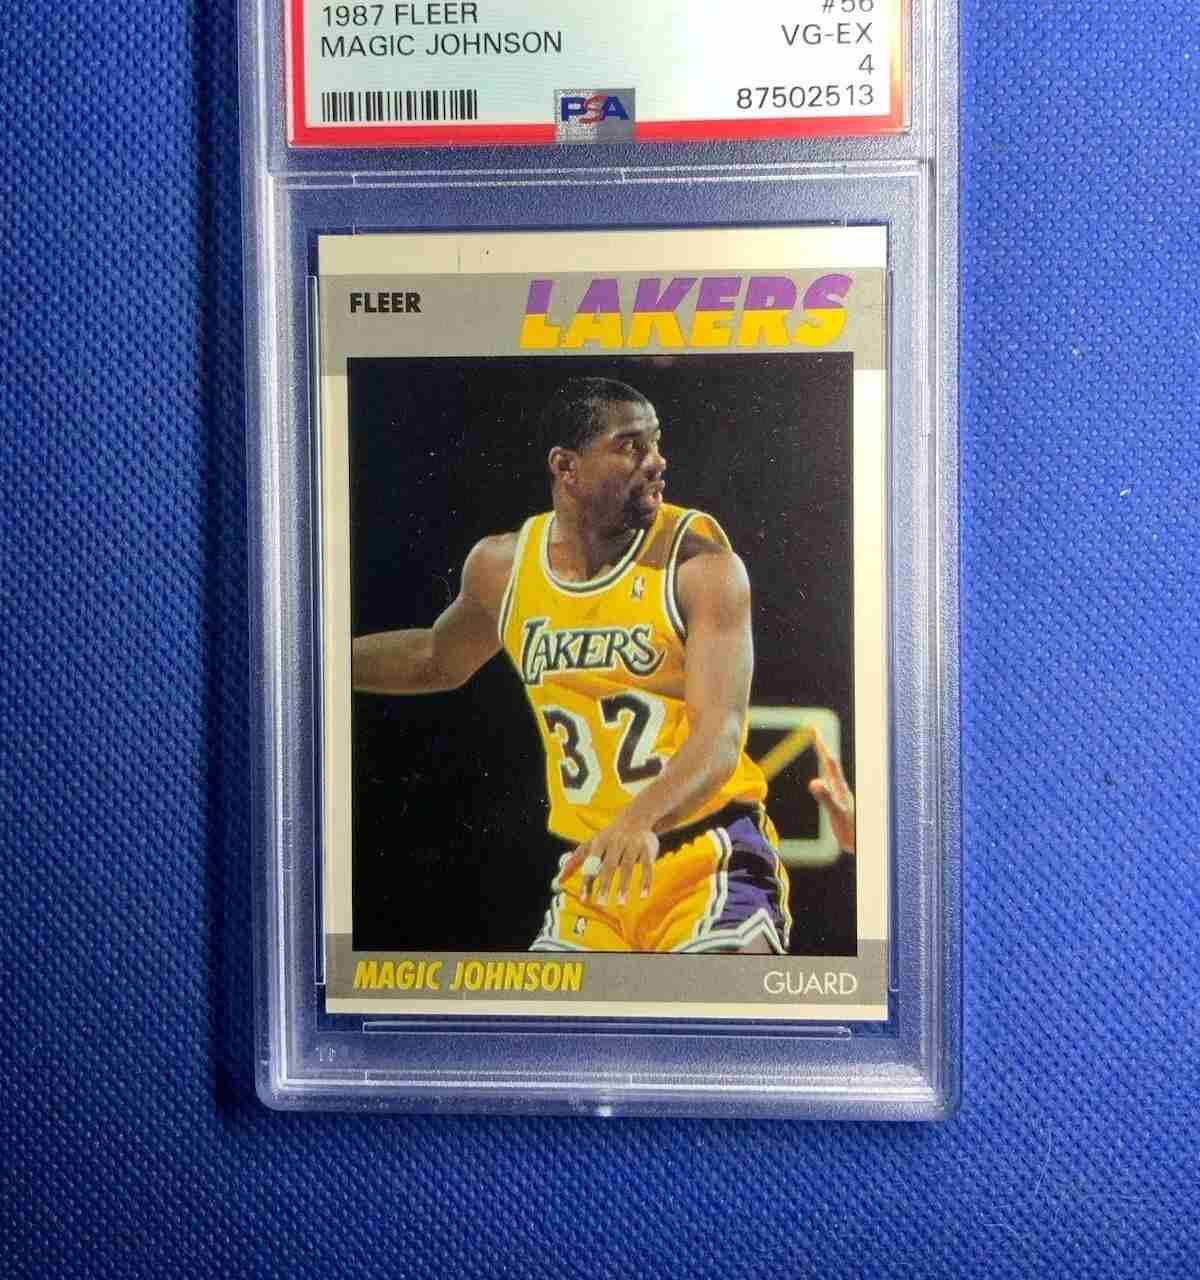 1987 FLEER
#56
MAGIC JOHNSON
VG-EX
4
PSA
87502513
FLEER
LAKERS
LAKERS
32
MAGIC JOHNSON
GUARD